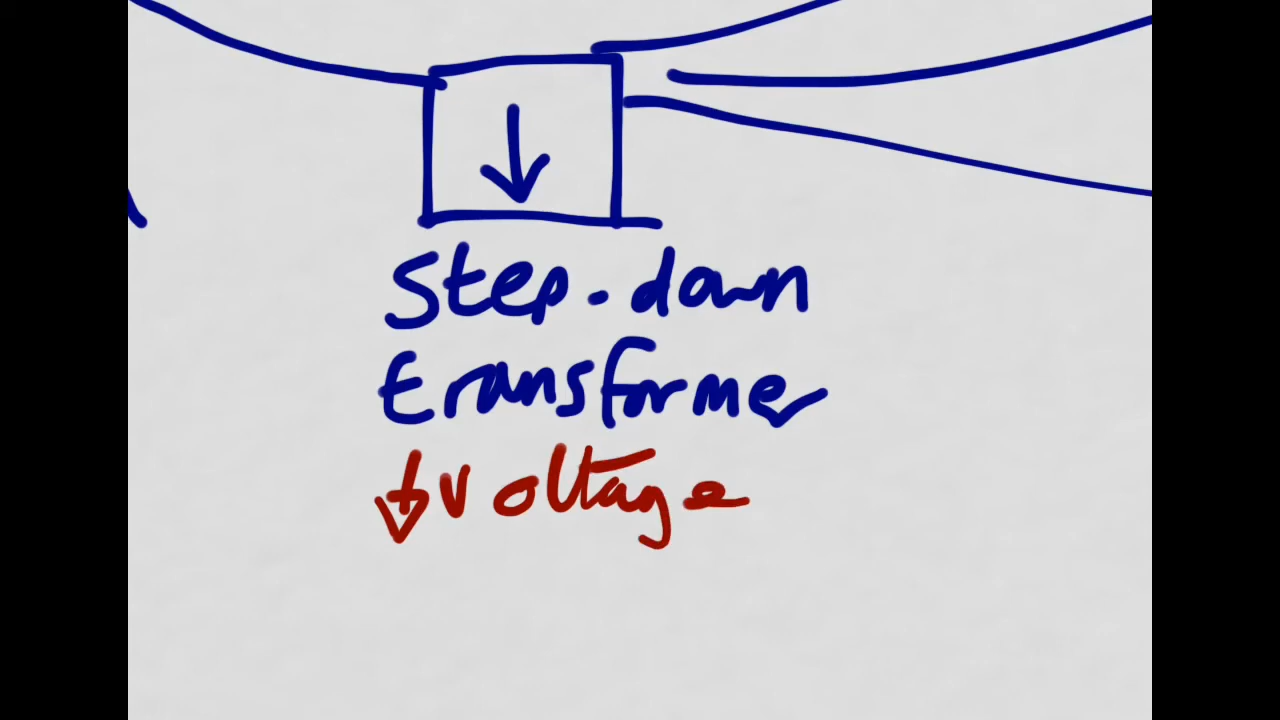 Step-down
transformer
↓ voltage